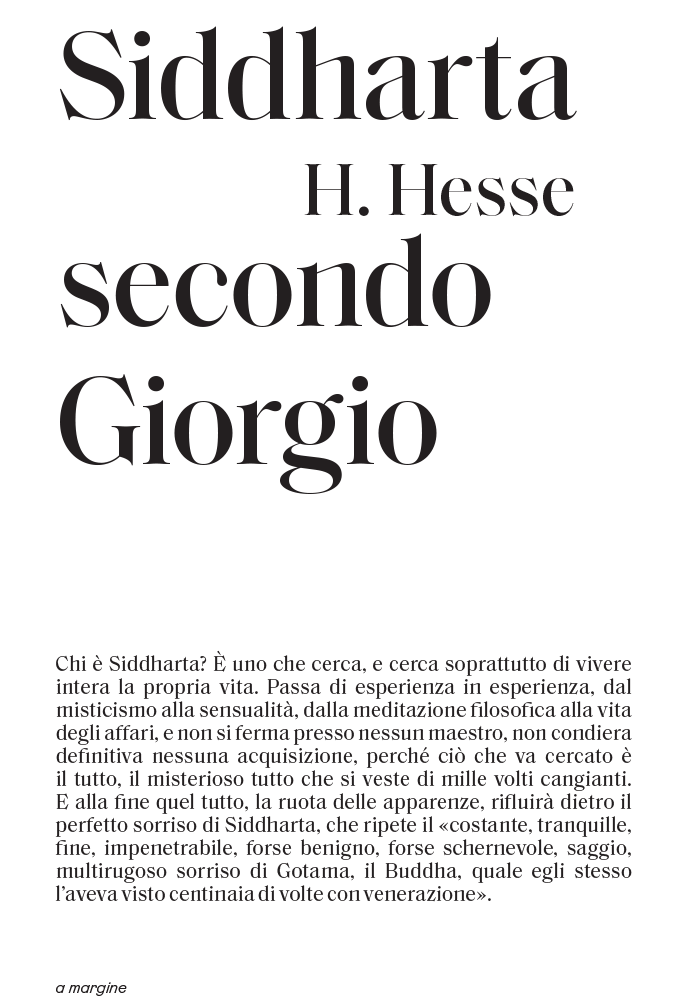 Siddharta
H. Hesse
secondo
Giorgio
Chi è Siddharta? È uno che cerca, e cerca soprattutto di vivere
intera la propria vita. Passa di esperienza in esperienza, dal
misticismo alla sensualità, dalla meditazione filosofica alla vita
degli affari, e non si ferma presso nessun maestro, non condiera
definitiva nessuna acquisizione, perché ciò che va cercato è
il tutto, il misterioso tutto che si veste di mille volti cangianti.
E alla fine quel tutto, la ruota delle apparenze, rifluirà dietro il
perfetto sorriso di Siddharta, che ripete il «costante, tranquille,
fine, impenetrabile, forse benigno, forse schernevole, saggio,
multirugoso sorriso di Gotama, il Buddha, quale egli stesso
l’aveva visto centinaia di volte con venerazione».
a margine